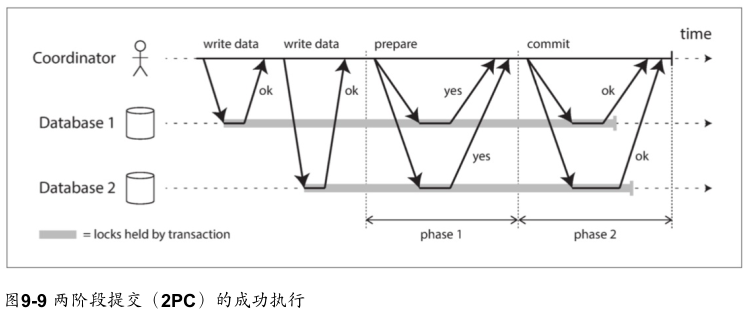 time
write data write data prepare commit
Coordinator
ok ok yes ok
Database 1
yes ok
Database 2
= locks held by transaction
phase 1 phase 2
图9-9 两阶段提交（2PC）的成功执行